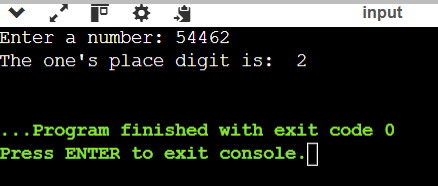 input
Enter a number: 54462
The one's place digit is:  2
...Program finished with exit code 0
Press ENTER to exit console.